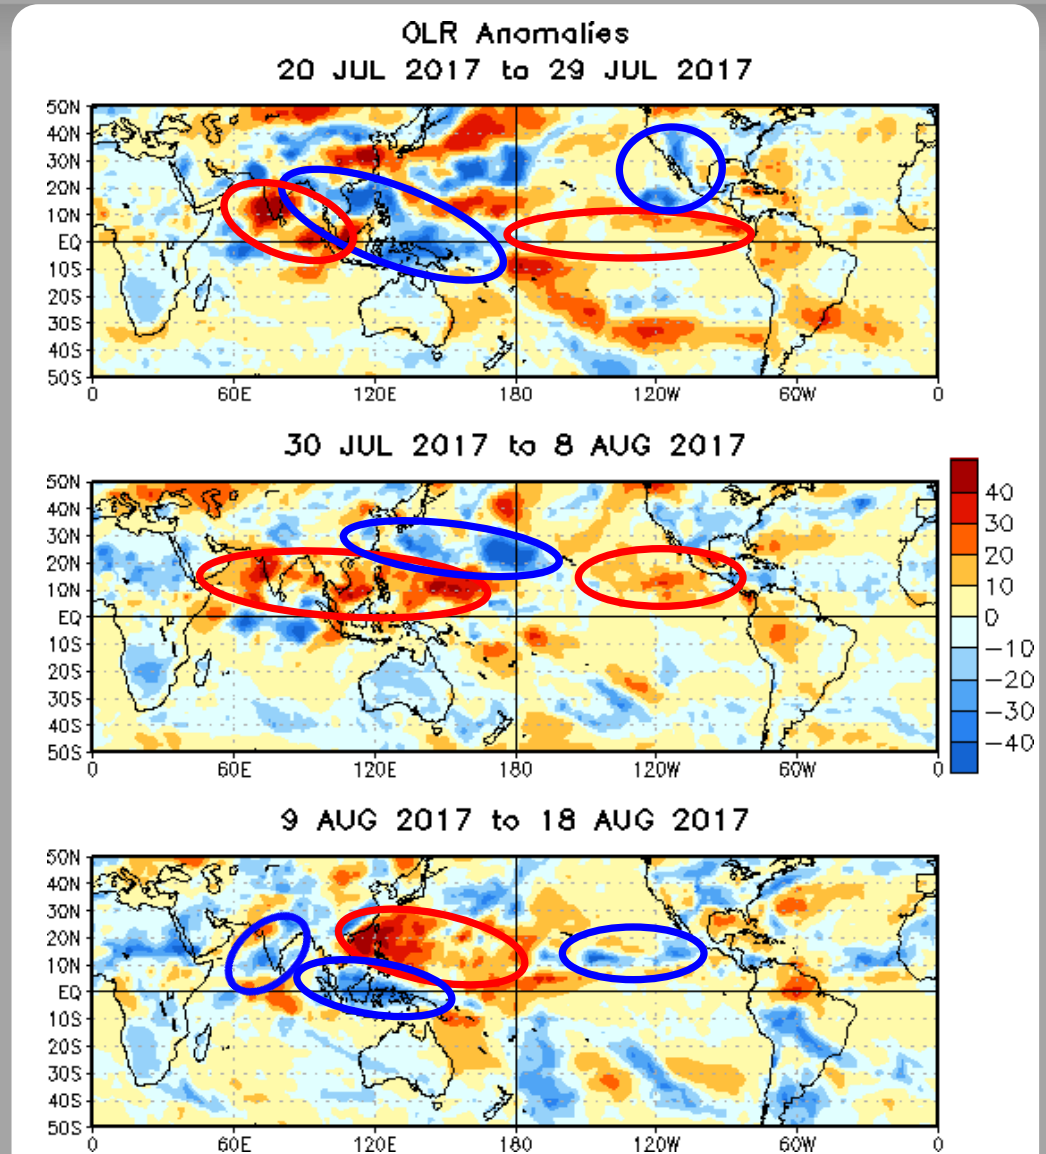 OLR Anomalies
20 JUL 2017 to 29 JUL 2017
50N
40N
30N
20N
10N
EQ
10S
20S
30S
40S
50S
0 60E 120E 180 120W 60W 0
30 JUL 2017 to 8 AUG 2017
50N
40N
30N
20N
10N
EQ
10S
20S
30S
40S
50S
0 60E 120E 180 120W 60W 0
40
30
20
10
0
−10
−20
−30
−40
9 AUG 2017 to 18 AUG 2017
50N
40N
30N
20N
10N
EQ
10S
20S
30S
40S
50S
0 60E 120E 180 120W 60W 0